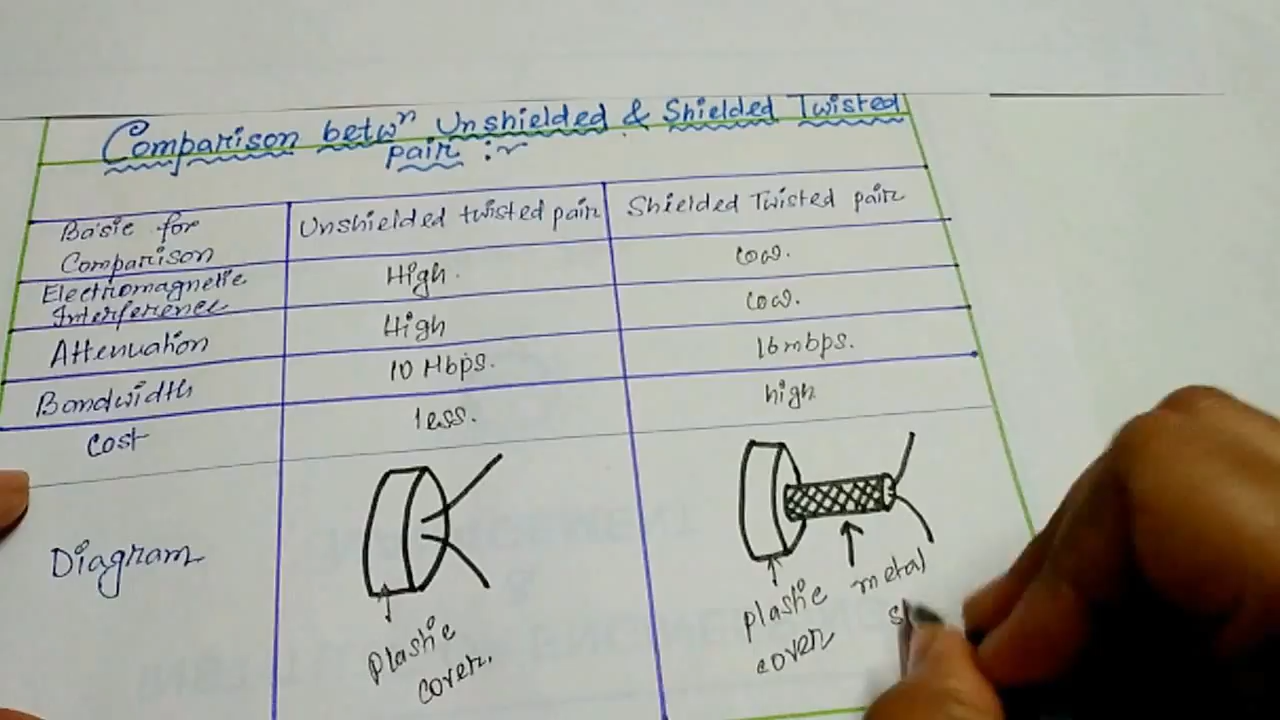 Comparison betwn Unshielded & Shielded Twisted
pair :~
Basic for
Comparison
Unshielded twisted pair
Shielded Twisted pair
Electromagnetic
Interference
High.
Low.
Attenuation
High
Low.
Bandwidth
10 Mbps.
16mbps.
Cost
less.
high
Diagram
Plastic
cover.
plastic
cover
metal
s